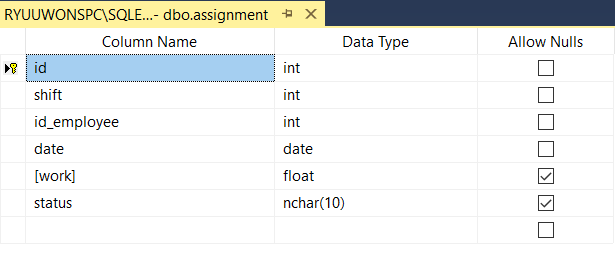 RYUUWONSPC\SQLE...- dbo.assignment
Column Name Data Type Allow Nulls
id int
shift int
id_employee int
date date
[work] float
status nchar(10)